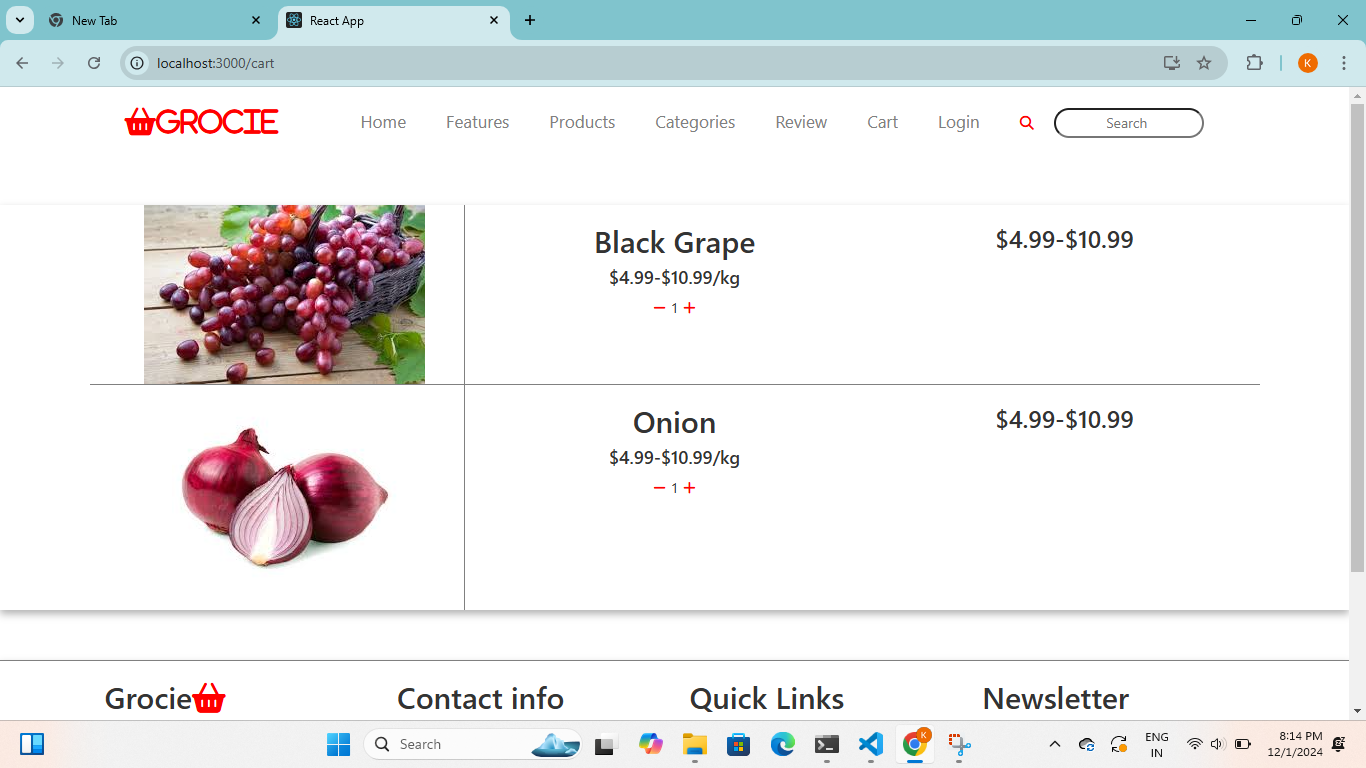 New Tab
React App
localhost:3000/cart
K
GROCIE
Home Features Products Categories Review Cart Login Search
Black Grape
$4.99-$10.99
$4.99-$10.99/kg
1
Onion
$4.99-$10.99
$4.99-$10.99/kg
1
Grocie
Contact info
Quick Links
Newsletter
Search
K
ENG
IN
8:14 PM
12/1/2024